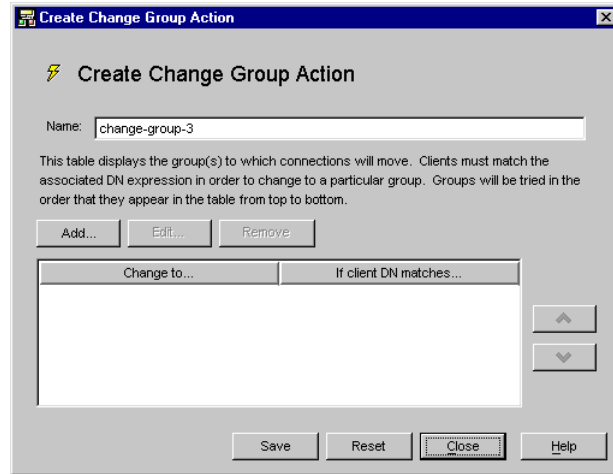 Create Change Group Action
Create Change Group Action
Name: change-group-3
This table displays the group(s) to which connections will move. Clients must match the
associated DN expression in order to change to a particular group. Groups will be tried in the
order that they appear in the table from top to bottom.
Add... Edit... Remove
Change to... If client DN matches...
Save Reset Close Help